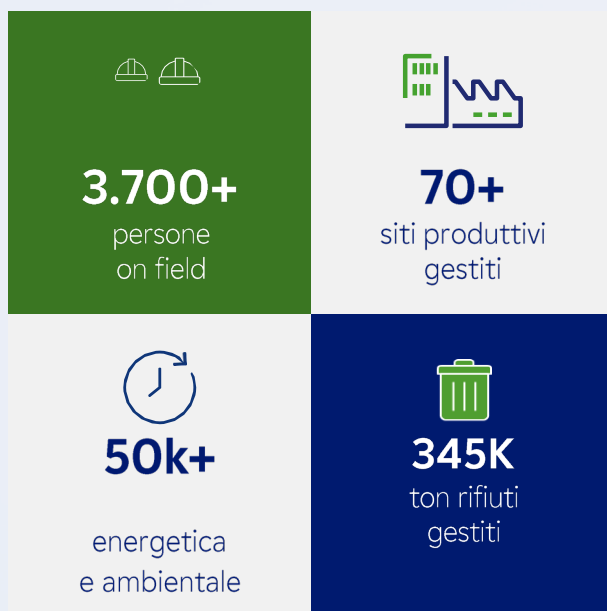 3.700+
persone
on field
70+
siti produttivi
gestiti
50k+
energetica
e ambientale
345K
ton rifiuti
gestiti